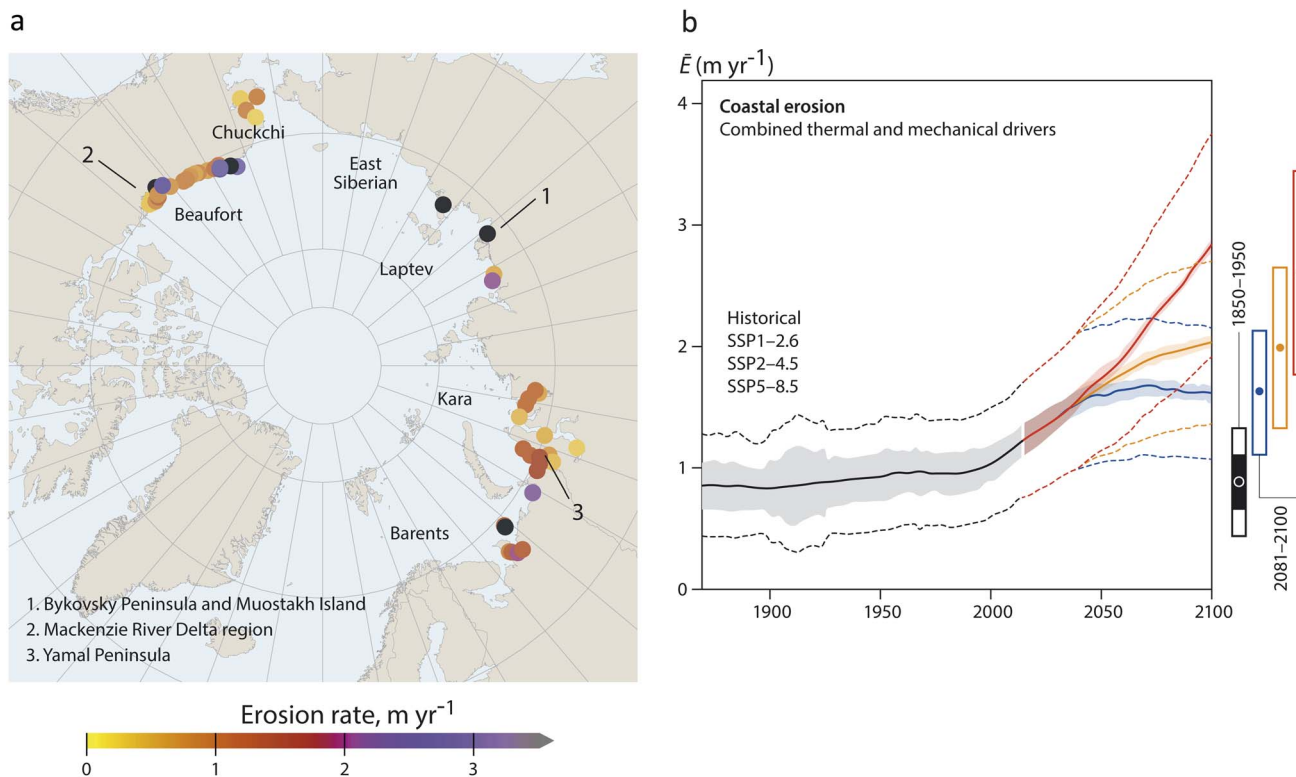 a
Chuckchi
2
East
Siberian
1
Beaufort
Laptev
Kara
3
Barents
1. Bykovsky Peninsula and Muostakh Island
2. Mackenzie River Delta region
3. Yamal Peninsula
Erosion rate, m yr-1
0 1 2 3
b
Ē (m yr-1)
4
Coastal erosion
Combined thermal and mechanical drivers
3
Historical
SSP1–2.6
SSP2–4.5
SSP5–8.5
2
1
0
1900 1950 2000 2050 2100
1850–1950
2081–2100